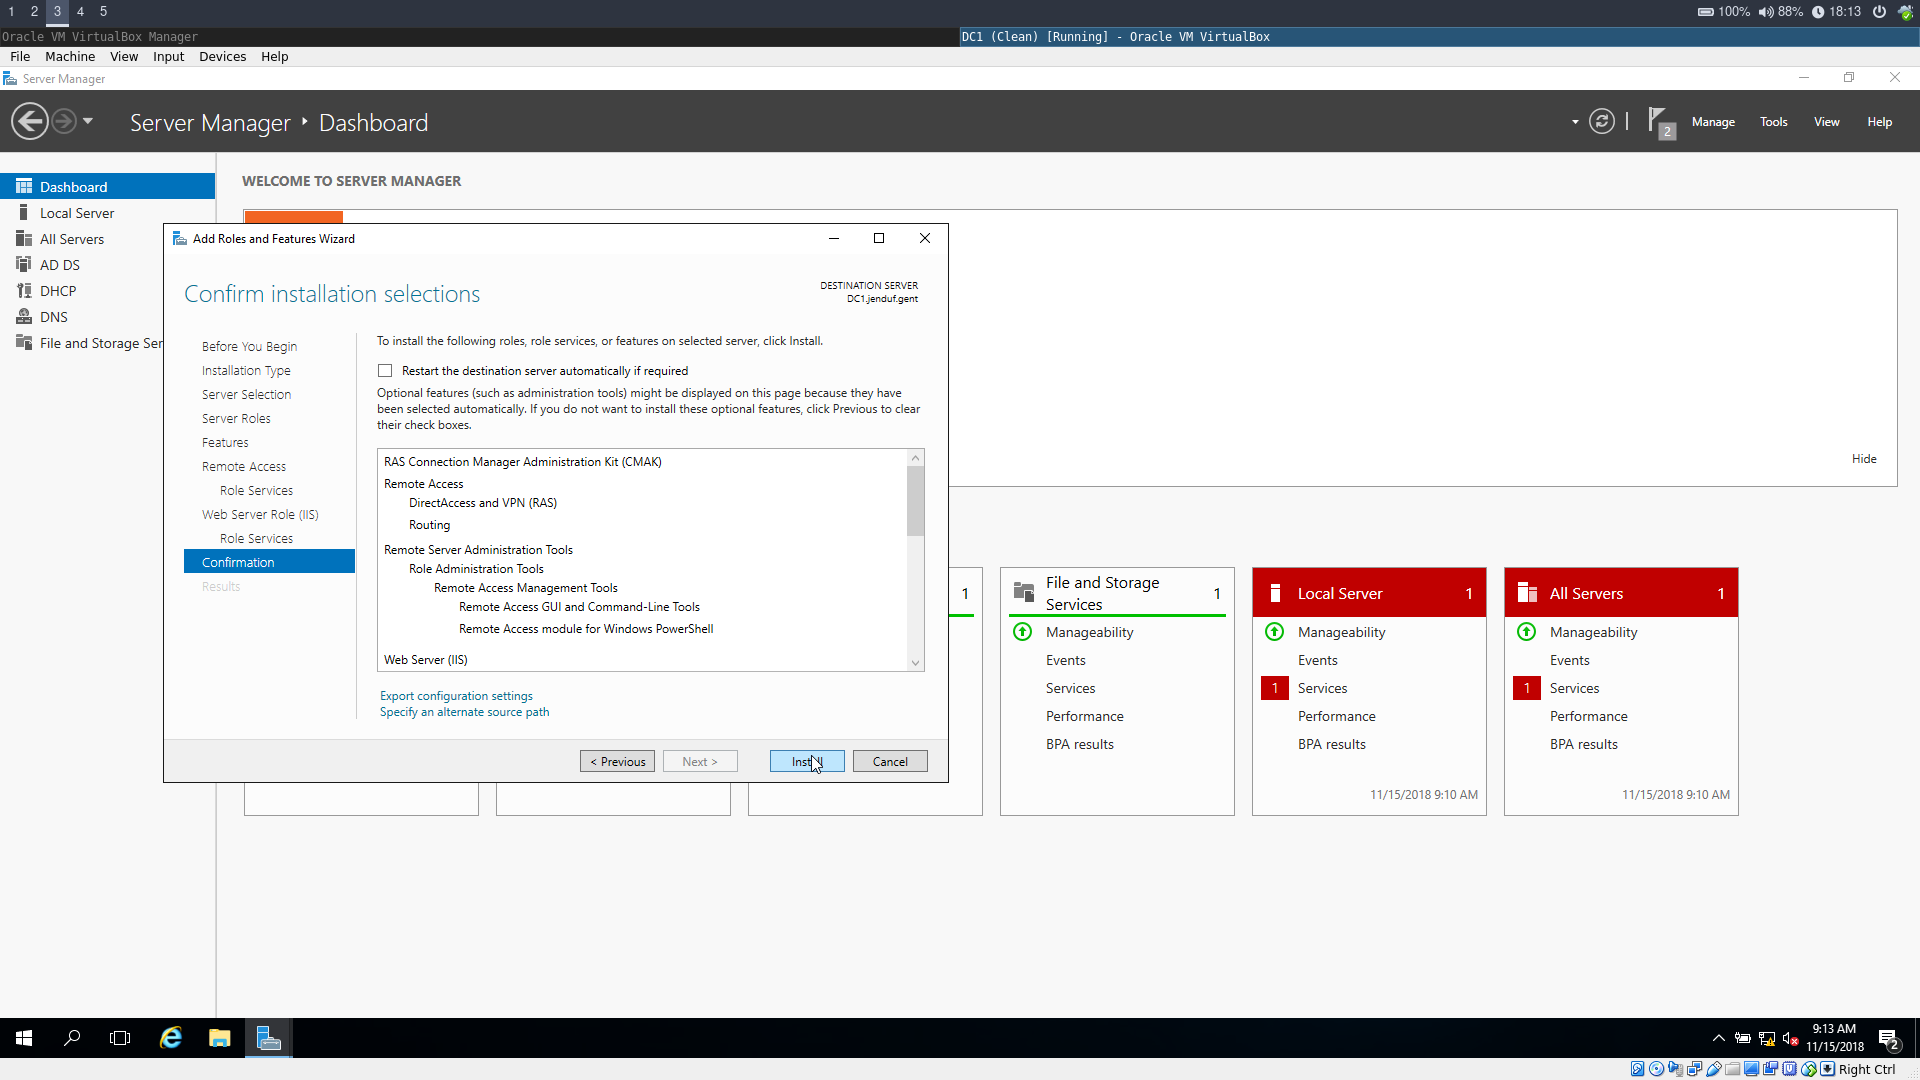 1 2 3 4 5
100% 88% 18:13
Oracle VM VirtualBox Manager
DC1 (Clean) [Running] - Oracle VM VirtualBox
File Machine View Input Devices Help
Server Manager
Server Manager Dashboard
2 Manage Tools View Help
Dashboard
Local Server
All Servers
AD DS
DHCP
DNS
File and Storage Ser
WELCOME TO SERVER MANAGER
Hide
Add Roles and Features Wizard
Confirm installation selections
DESTINATION SERVER
DC1.jenduf.gent
Before You Begin
Installation Type
Server Selection
Server Roles
Features
Remote Access
Role Services
Web Server Role (IIS)
Role Services
Confirmation
Results
To install the following roles, role services, or features on selected server, click Install.
Restart the destination server automatically if required
Optional features (such as administration tools) might be displayed on this page because they have
been selected automatically. If you do not want to install these optional features, click Previous to clear
their check boxes.
RAS Connection Manager Administration Kit (CMAK)
Remote Access
DirectAccess and VPN (RAS)
Routing
Remote Server Administration Tools
Role Administration Tools
Remote Access Management Tools
Remote Access GUI and Command-Line Tools
Remote Access module for Windows PowerShell
Web Server (IIS)
Export configuration settings
Specify an alternate source path
< Previous Next > Install Cancel
1
File and Storage
Services 1
Manageability
Events
Services
Performance
BPA results
Local Server 1
Manageability
Events
1 Services
Performance
BPA results
11/15/2018 9:10 AM
All Servers 1
Manageability
Events
1 Services
Performance
BPA results
11/15/2018 9:10 AM
9:13 AM
11/15/2018
2
Right Ctrl